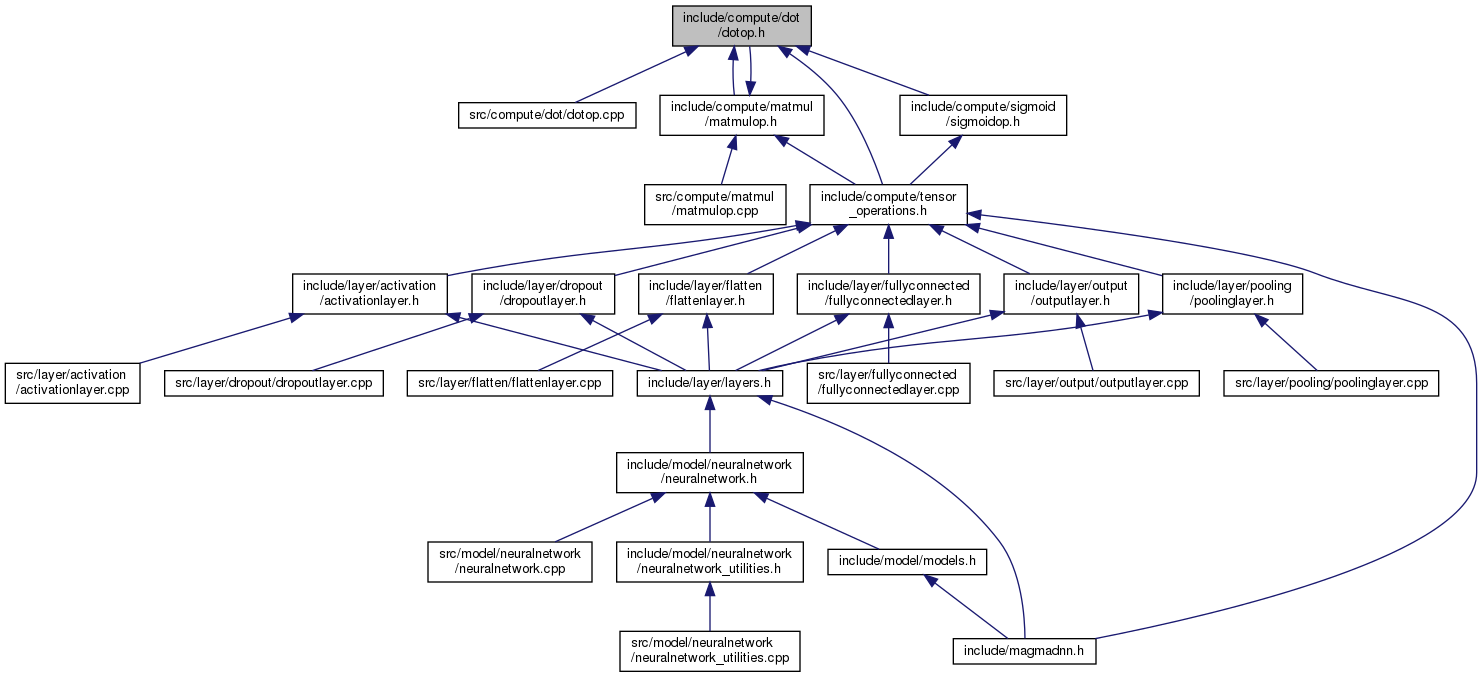 include/compute/dot
/dotop.h
src/compute/dot/dotop.cpp
include/compute/matmul
/matmulop.h
include/compute/sigmoid
/sigmoidop.h
src/compute/matmul
/matmulop.cpp
include/compute/tensor
_operations.h
include/layer/activation
/activationlayer.h
include/layer/dropout
/dropoutlayer.h
include/layer/flatten
/flattenlayer.h
include/layer/fullyconnected
/fullyconnectedlayer.h
include/layer/output
/outputlayer.h
include/layer/pooling
/poolinglayer.h
src/layer/activation
/activationlayer.cpp
src/layer/dropout/dropoutlayer.cpp
src/layer/flatten/flattenlayer.cpp
include/layer/layers.h
src/layer/fullyconnected
/fullyconnectedlayer.cpp
src/layer/output/outputlayer.cpp
src/layer/pooling/poolinglayer.cpp
include/model/neuralnetwork
/neuralnetwork.h
src/model/neuralnetwork
/neuralnetwork.cpp
include/model/neuralnetwork
/neuralnetwork_utilities.h
include/model/models.h
src/model/neuralnetwork
/neuralnetwork_utilities.cpp
include/magmadnn.h